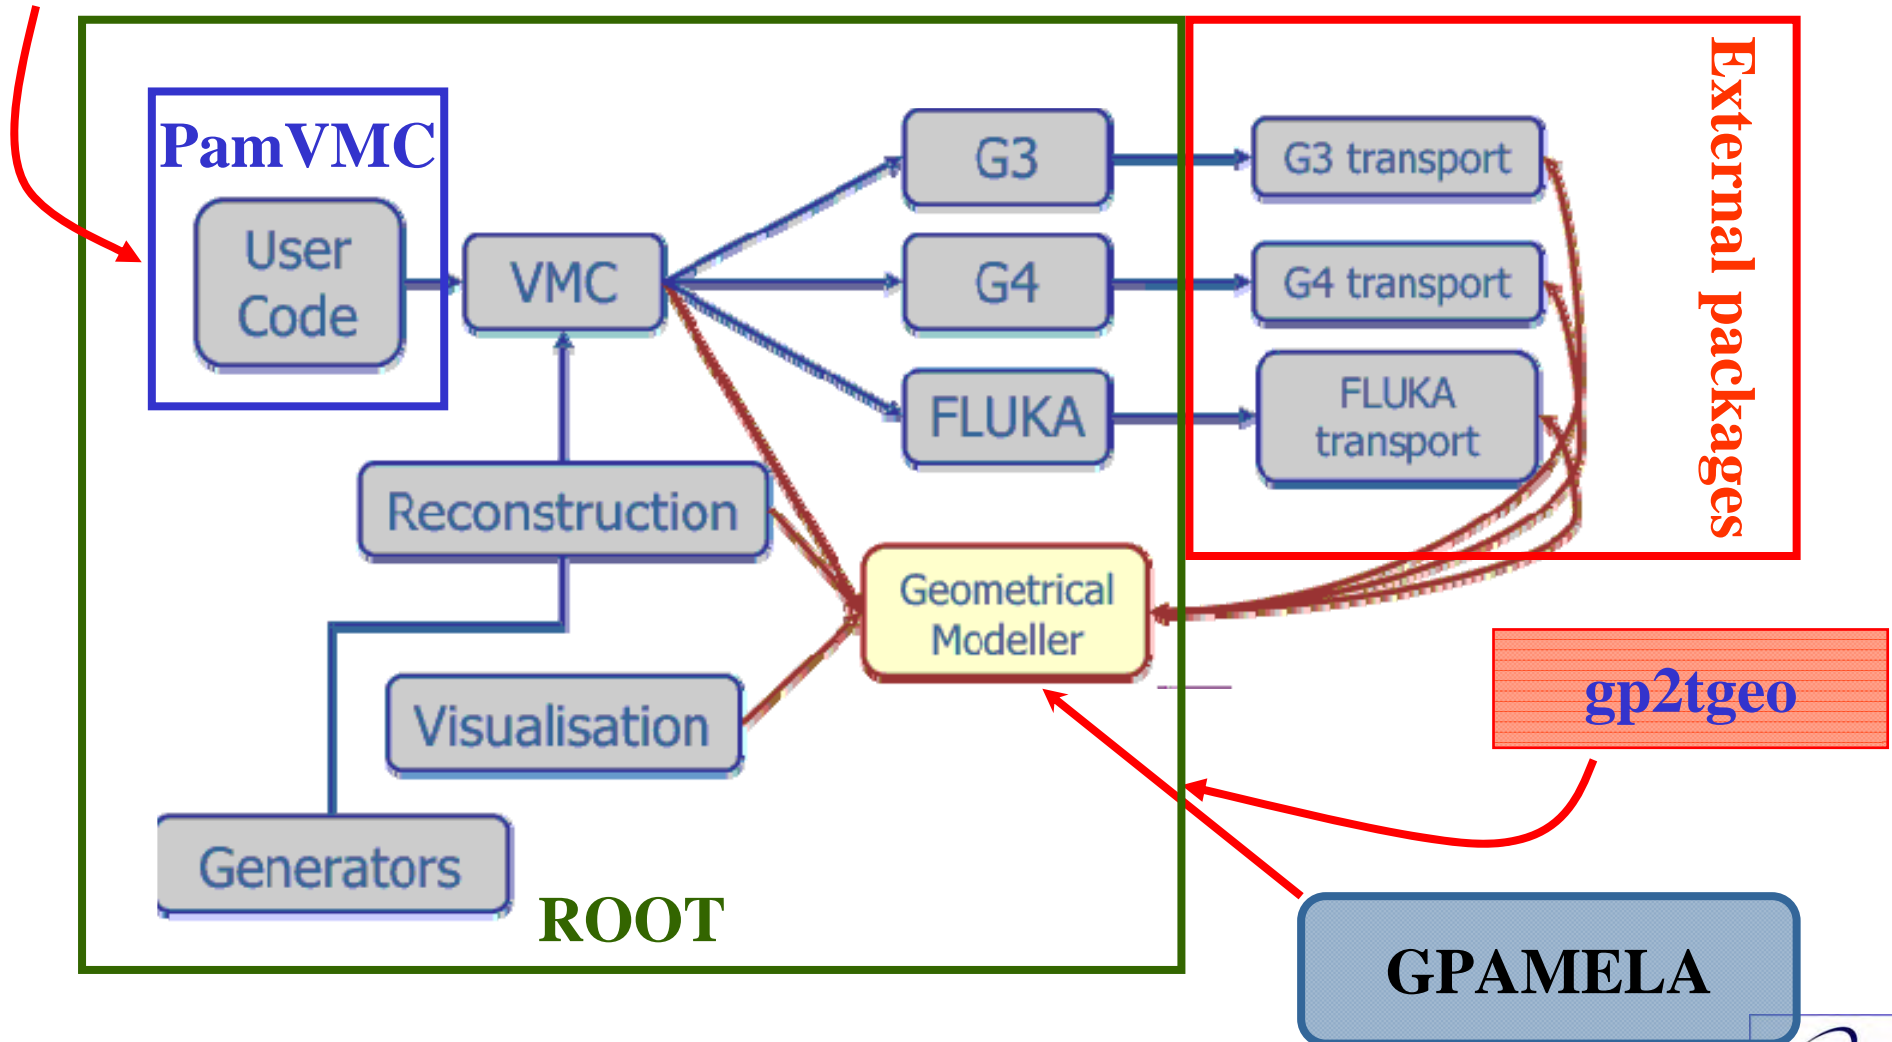 PamVMC
User
Code
VMC
G3
G4
FLUKA
G3 transport
G4 transport
FLUKA
transport
External packages
Reconstruction
Geometrical
Modeller
Visualisation
gp2tgeo
Generators
ROOT
GPAMELA